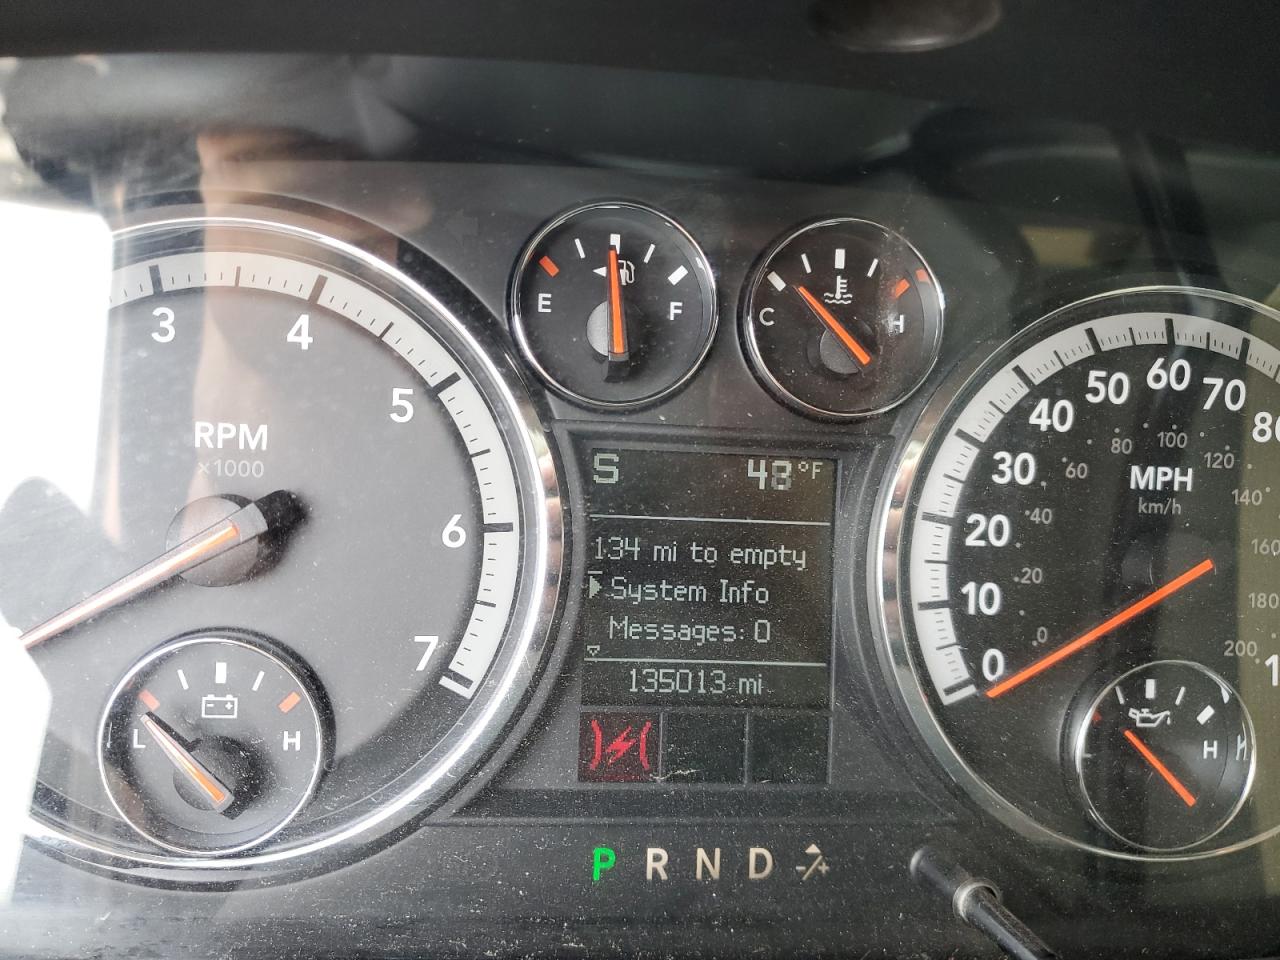 3
4
5
6
7
RPM
×1000
L H
E F
C H
S 48°F
134 mi to empty
System Info
Messages: 0
135013 mi
P R N D -/+
0
10
20
30
40
50
60
70
MPH
km/h
.0
.20
.40
.60
80
100
120
140
160
180
200
H